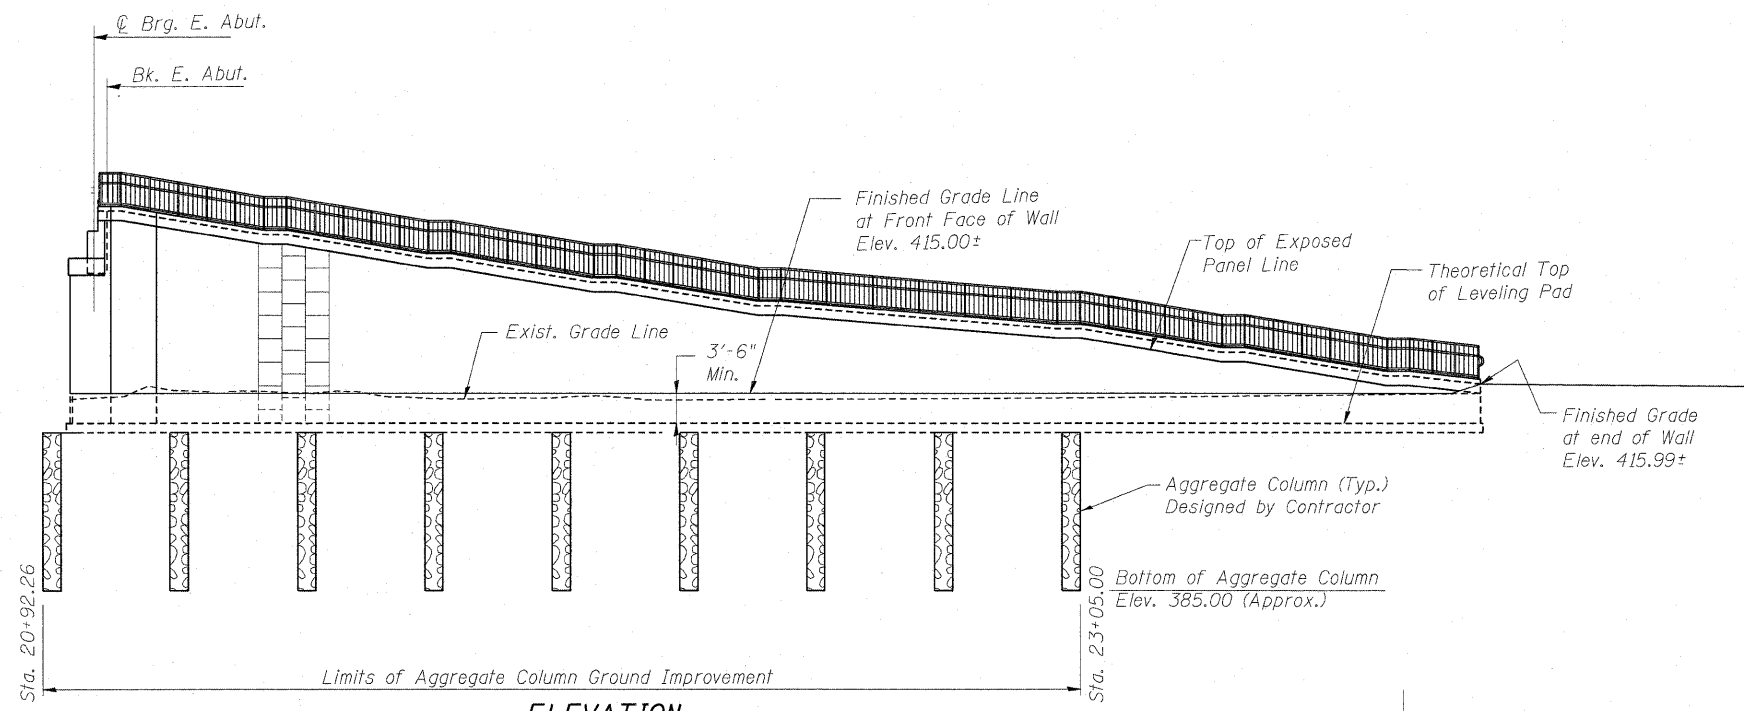 ℄ Brg. E. Abut.
Bk. E. Abut.
Finished Grade Line
at Front Face of Wall
Elev. 415.00±
Top of Exposed
Panel Line
Theoretical Top
of Leveling Pad
Exist. Grade Line
3'-6"
Min.
Finished Grade
at end of Wall
Elev. 415.99±
Aggregate Column (Typ.)
Designed by Contractor
Bottom of Aggregate Column
Elev. 385.00 (Approx.)
Sta. 20+92.26
Sta. 23+05.00
Limits of Aggregate Column Ground Improvement
ELEVATION